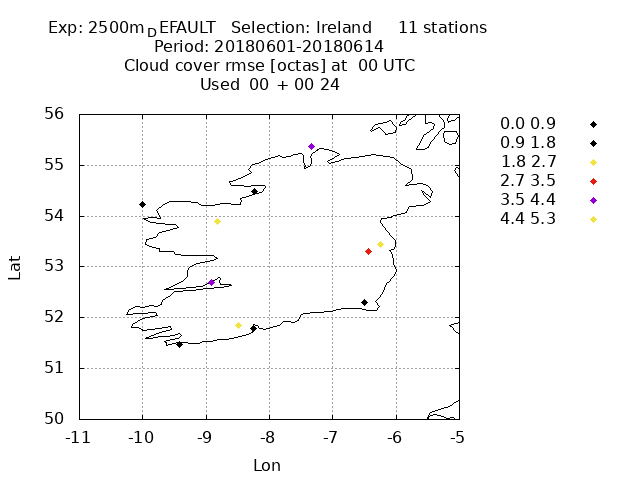 Exp: 2500mDEFAULT Selection: Ireland 11 stations
Period: 20180601-20180614
Cloud cover rmse [octas] at 00 UTC
Used 00 + 00 24
56
55
54
53
52
51
50
-11 -10 -9 -8 -7 -6 -5
Lat
Lon
0.0 0.9
0.9 1.8
1.8 2.7
2.7 3.5
3.5 4.4
4.4 5.3